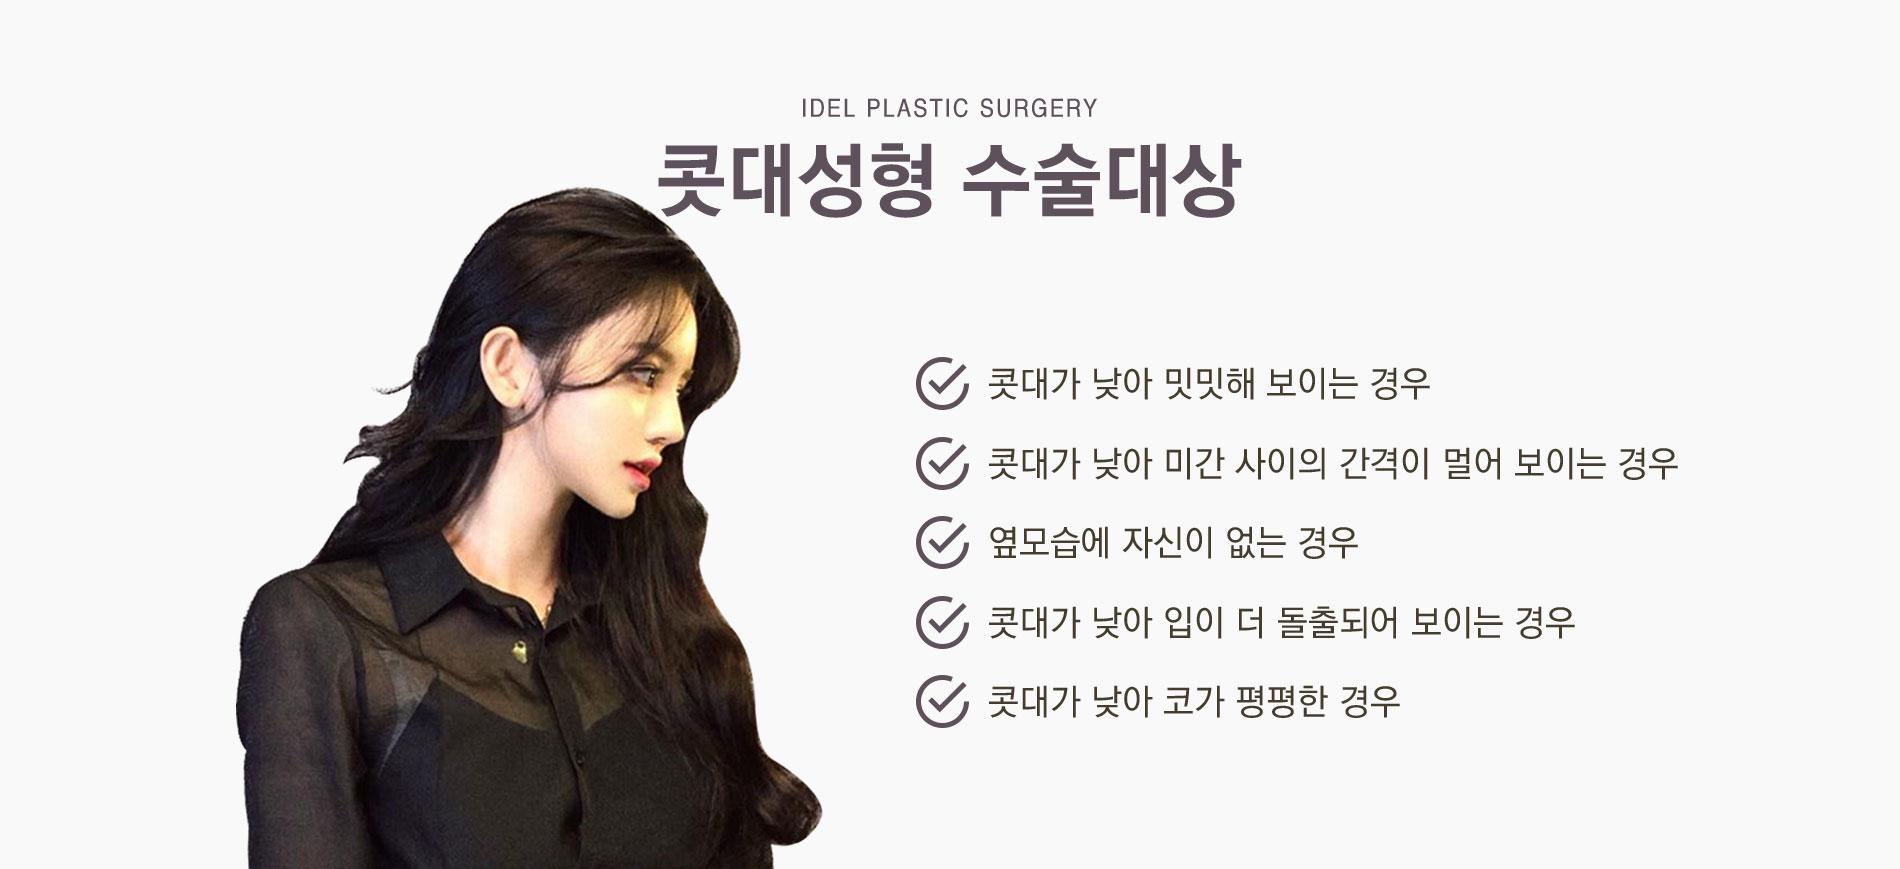 IDEL PLASTIC SURGERY
콧대성형 수술대상
콧대가 낮아 밋밋해 보이는 경우
콧대가 낮아 미간 사이의 간격이 멀어 보이는 경우
옆모습에 자신이 없는 경우
콧대가 낮아 입이 더 돌출되어 보이는 경우
콧대가 낮아 코가 평평한 경우